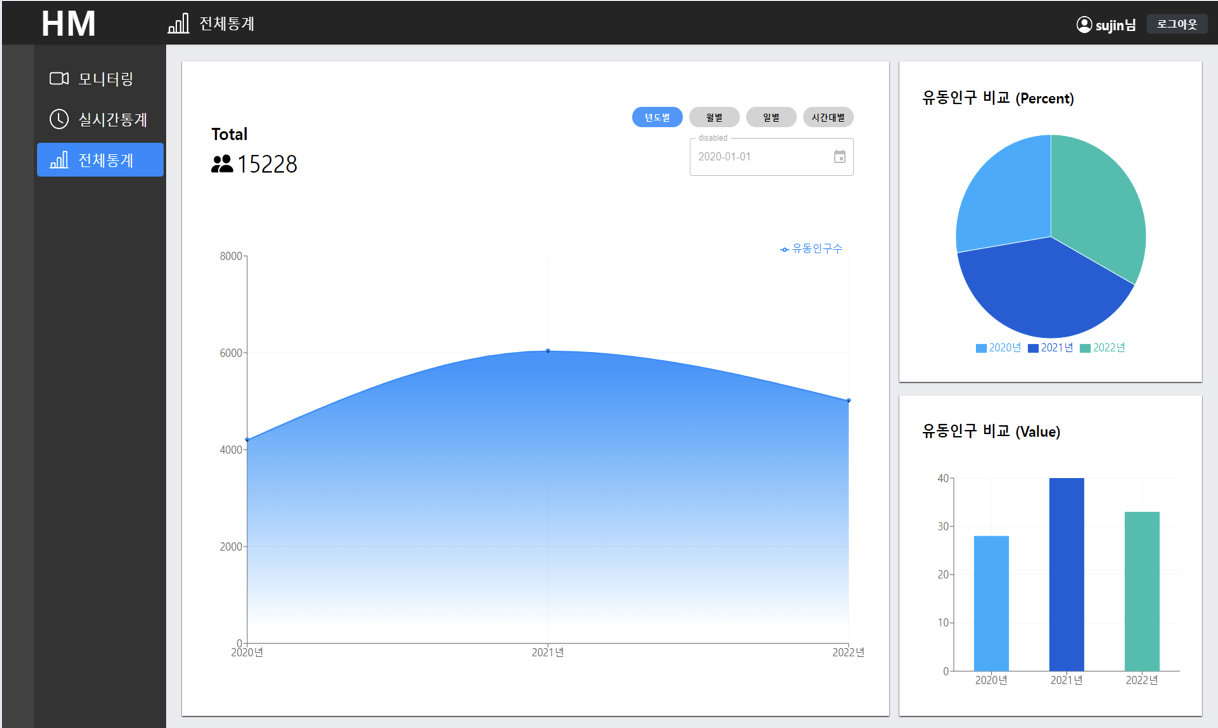 HM
전체통계
sujin님
로그아웃
모니터링
실시간통계
전체통계
년도별
월별
일별
시간대별
Total
15228
disabled
2020-01-01
유동인구수
8000
6000
4000
2000
0
2020년
2021년
2022년
유동인구 비교 (Percent)
2020년
2021년
2022년
유동인구 비교 (Value)
40
30
20
10
0
2020년
2021년
2022년